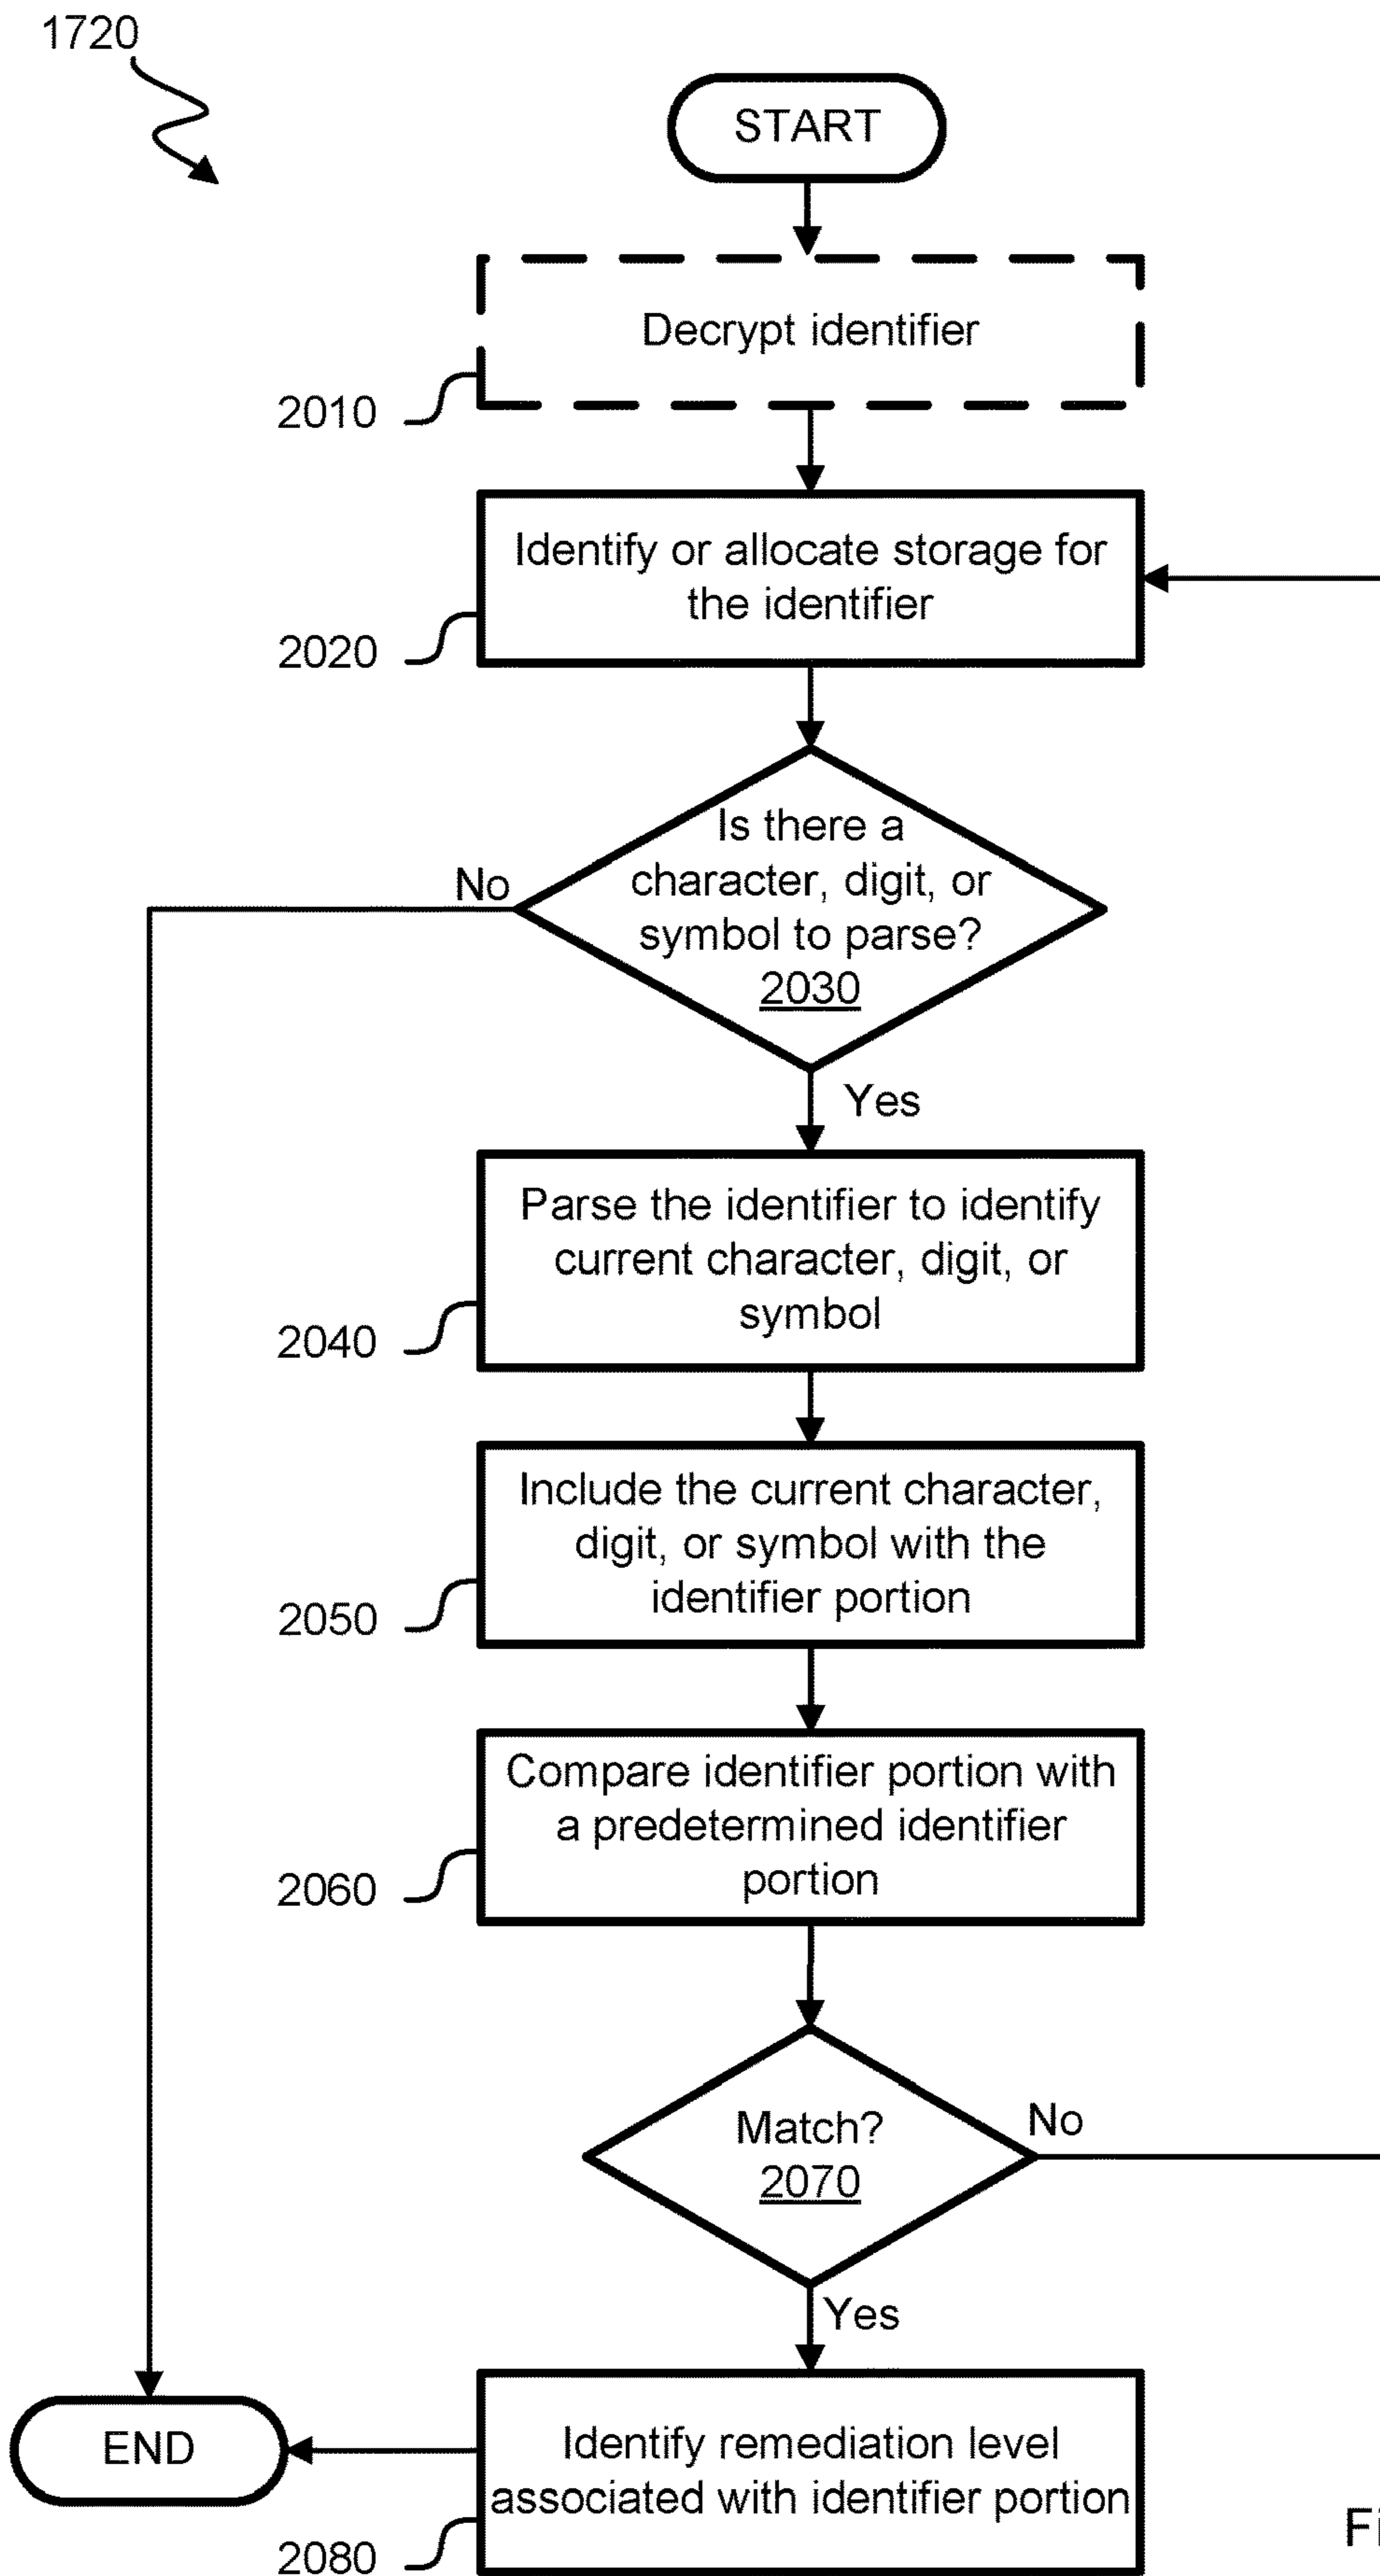 1720
START
Decrypt identifier
2010
Identify or allocate storage for
the identifier
2020
Is there a
character, digit, or
symbol to parse?
2030
No
Yes
Parse the identifier to identify
current character, digit, or
symbol
2040
Include the current character,
digit, or symbol with the
identifier portion
2050
Compare identifier portion with
a predetermined identifier
portion
2060
Match?
2070
No
Yes
END
Identify remediation level
associated with identifier portion
2080